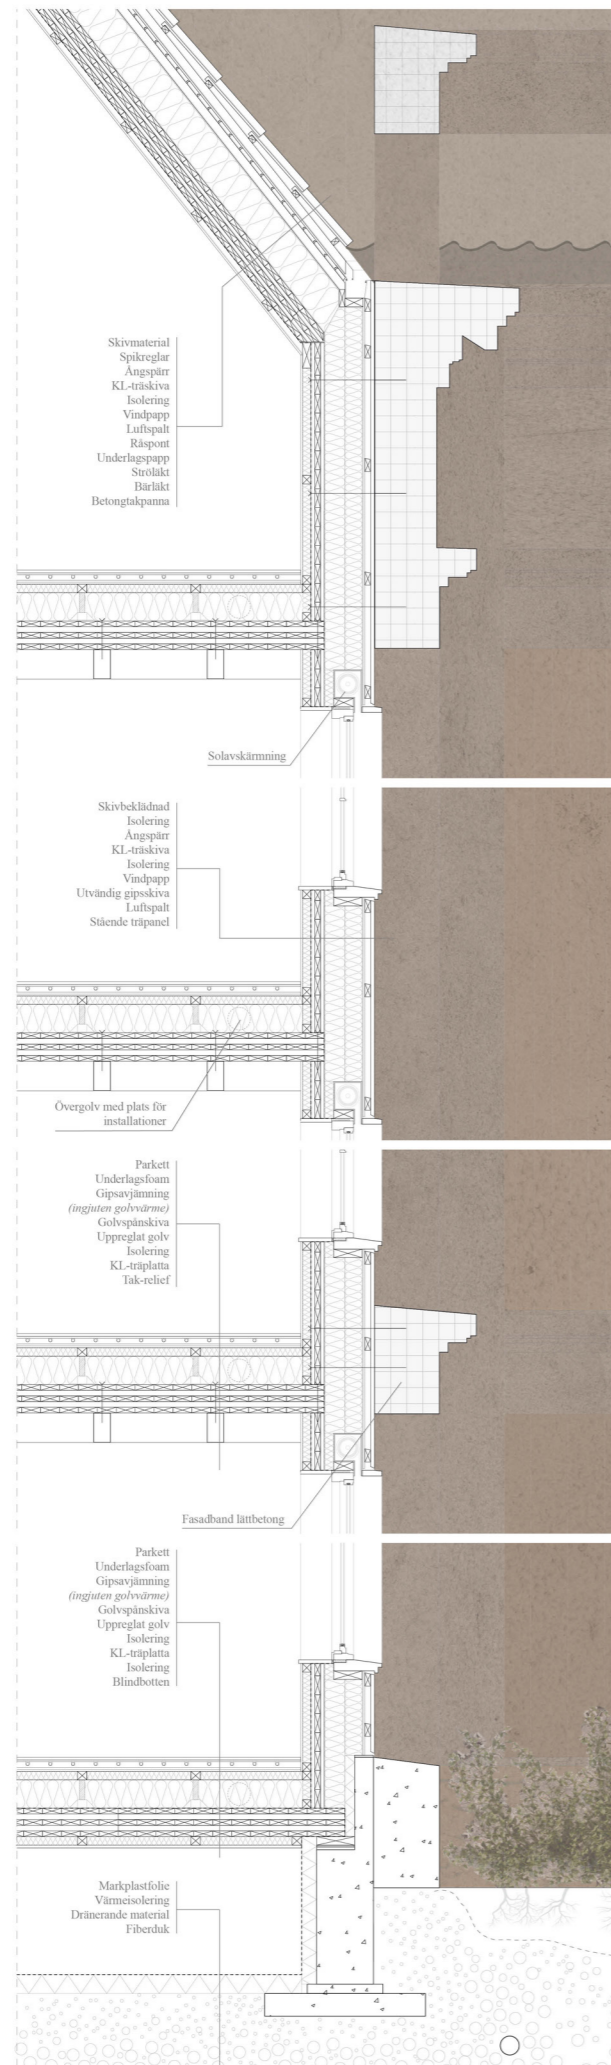 Skivmaterial
Spikreglar
Ångspärr
KL-träskiva
Isolering
Vindpapp
Luftspalt
Råspont
Underlagspapp
Ströläkt
Bärläkt
Betongtakpanna
Solavskärmning
Skivbeklädnad
Isolering
Ångspärr
KL-träskiva
Isolering
Vindpapp
Utvändig gipsskiva
Luftspalt
Stående träpanel
Övergolv med plats för
installationer
Parkett
Underlagsfoam
Gipsavjämning
(ingjuten golvvärme)
Golvspånskiva
Uppreglat golv
Isolering
KL-träplatta
Tak-relief
Fasadband lättbetong
Parkett
Underlagsfoam
Gipsavjämning
(ingjuten golvvärme)
Golvspånskiva
Uppreglat golv
Isolering
KL-träplatta
Isolering
Blindbotten
Markplastfolie
Värmeisolering
Dränerande material
Fiberduk